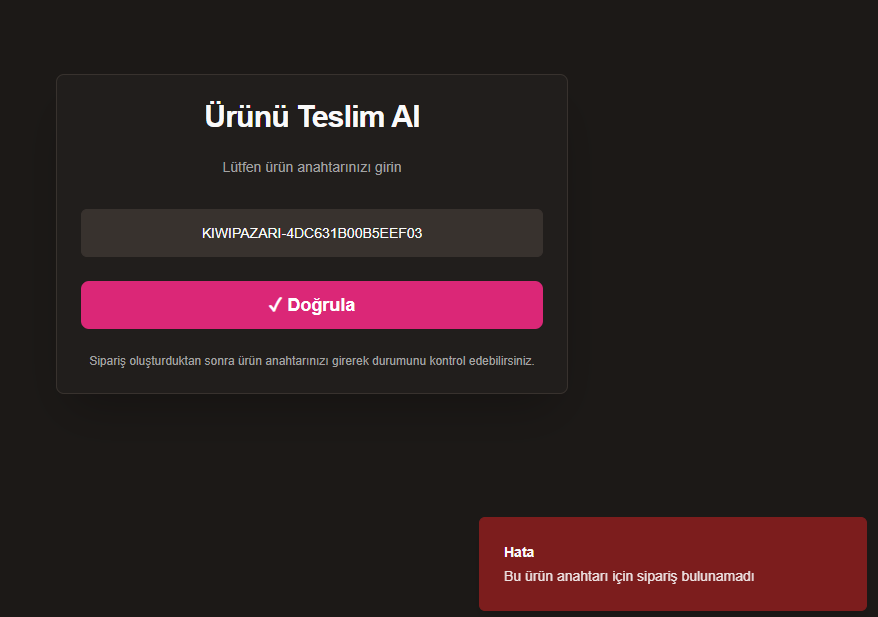 Ürünü Teslim Al
Lütfen ürün anahtarınızı girin
KIWIPAZARI-4DC631B00B5EEF03
✓ Doğrula
Sipariş oluşturduktan sonra ürün anahtarınızı girerek durumunu kontrol edebilirsiniz.
Hata
Bu ürün anahtarı için sipariş bulunamadı